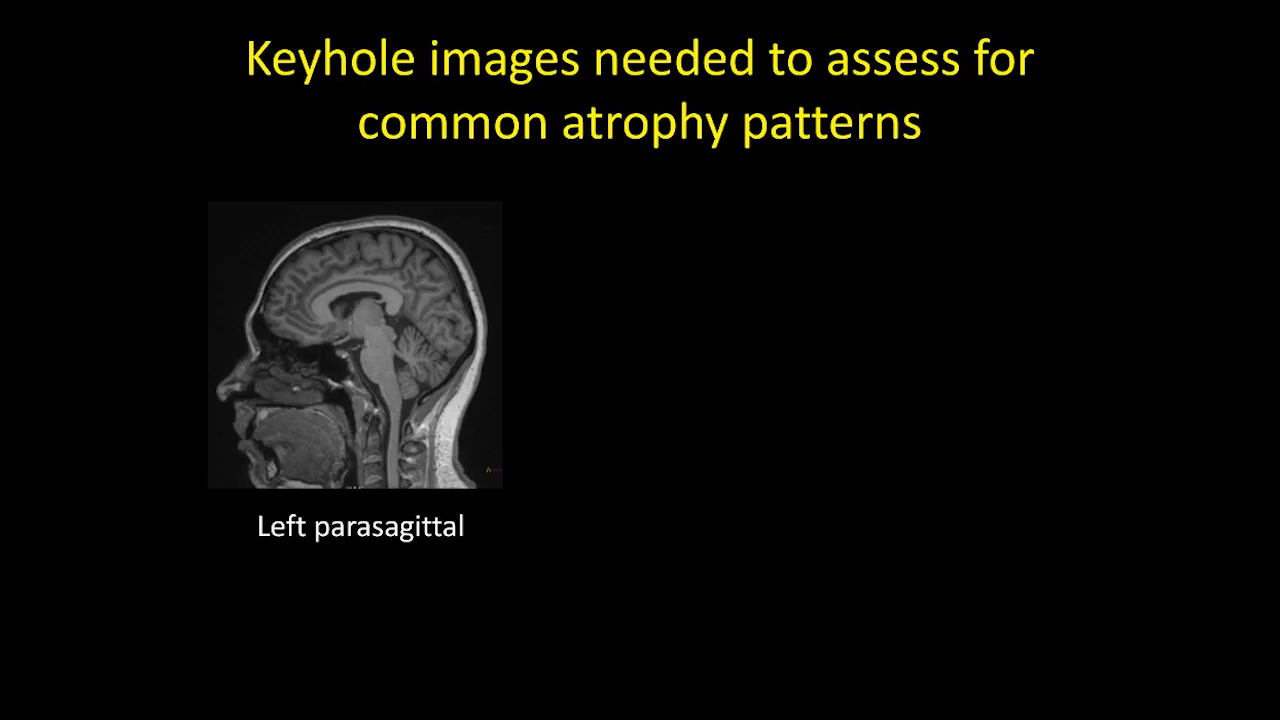 Keyhole images needed to assess for
common atrophy patterns
Left parasagittal